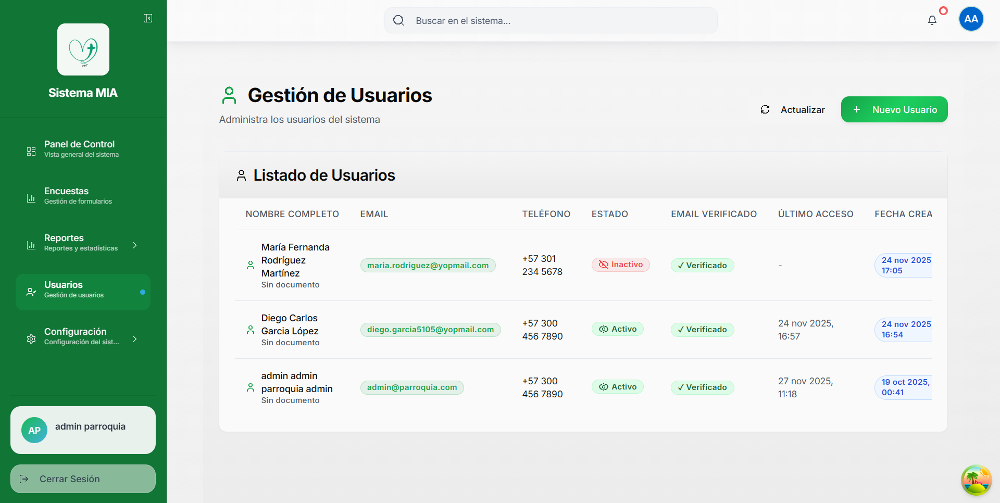 Sistema MIA
Panel de Control
Vista general del sistema
Encuestas
Gestión de formularios
Reportes
Reportes y estadísticas
Usuarios
Gestión de usuarios
Configuración
Configuración del sist...
AP
admin parroquia
Cerrar Sesión
Buscar en el sistema...
AA
Gestión de Usuarios
Administra los usuarios del sistema
Actualizar
+ Nuevo Usuario
Listado de Usuarios
NOMBRE COMPLETO EMAIL TELÉFONO ESTADO EMAIL VERIFICADO ÚLTIMO ACCESO FECHA CREA
María Fernanda
Rodríguez
Martínez
Sin documento
maria.rodriguez@yopmail.com
+57 301
234 5678
Inactivo
✓ Verificado
-
24 nov 2025
17:05
Diego Carlos
Garcia López
Sin documento
diego.garcia5105@yopmail.com
+57 300
456 7890
Activo
✓ Verificado
24 nov 2025,
16:57
24 nov 2025
16:54
admin admin
parroquia admin
Sin documento
admin@parroquia.com
+57 300
456 7890
Activo
✓ Verificado
27 nov 2025,
11:18
19 oct 2025,
00:41